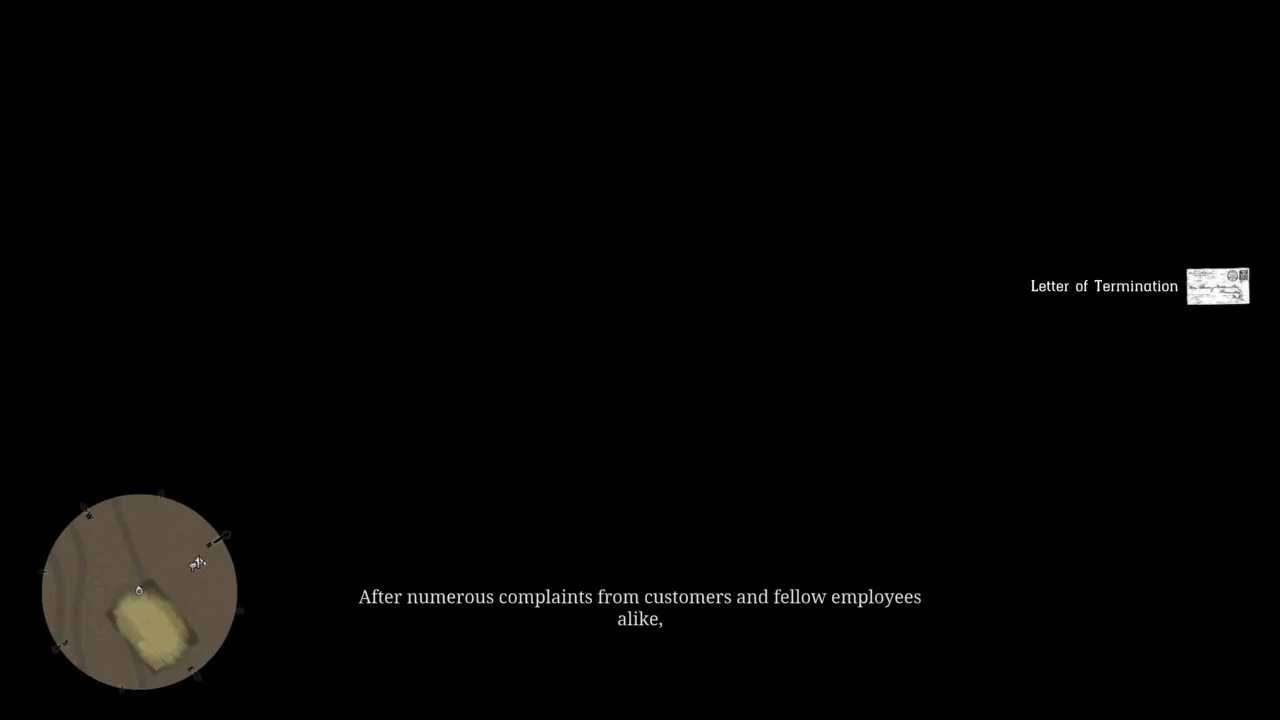 Letter of Termination
After numerous complaints from customers and fellow employees
alike,